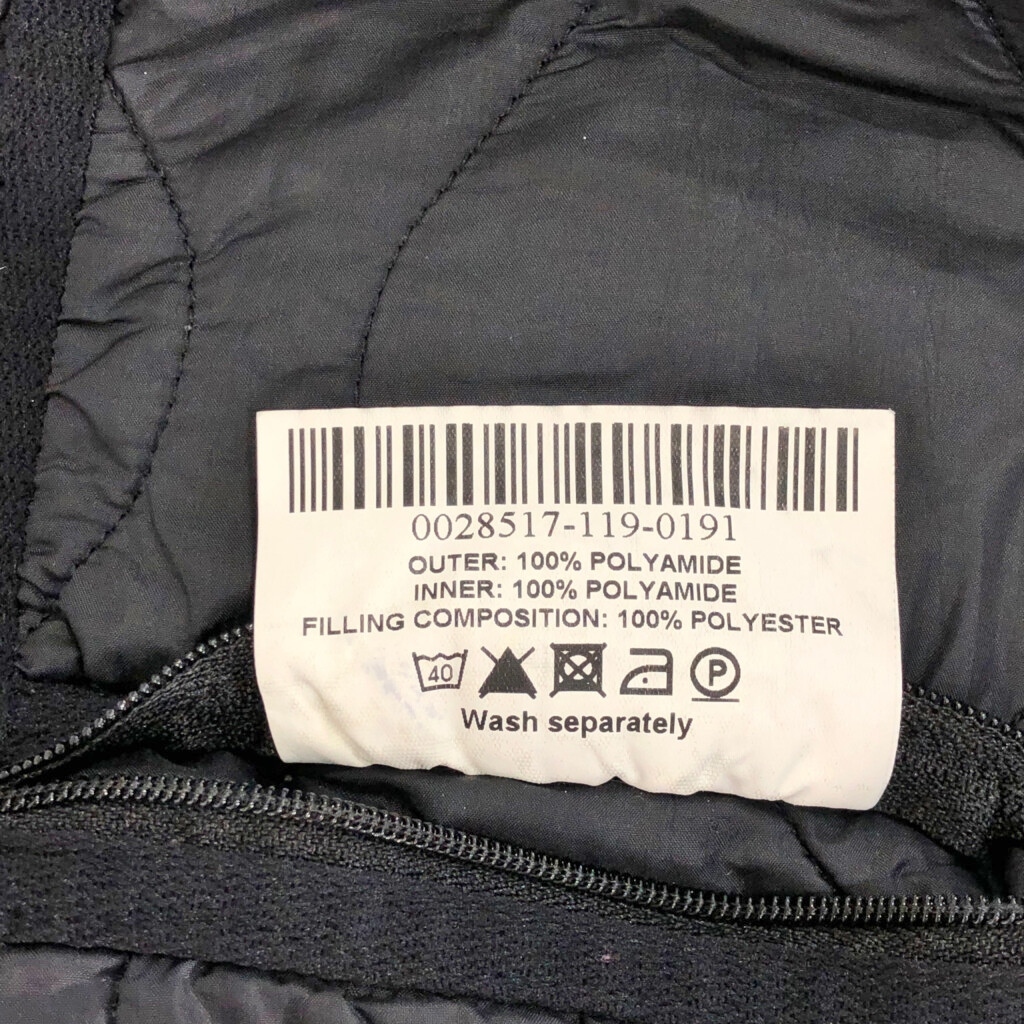 0028517-119-0191
OUTER: 100% POLYAMIDE
INNER: 100% POLYAMIDE
FILLING COMPOSITION: 100% POLYESTER
40 P
Wash separately